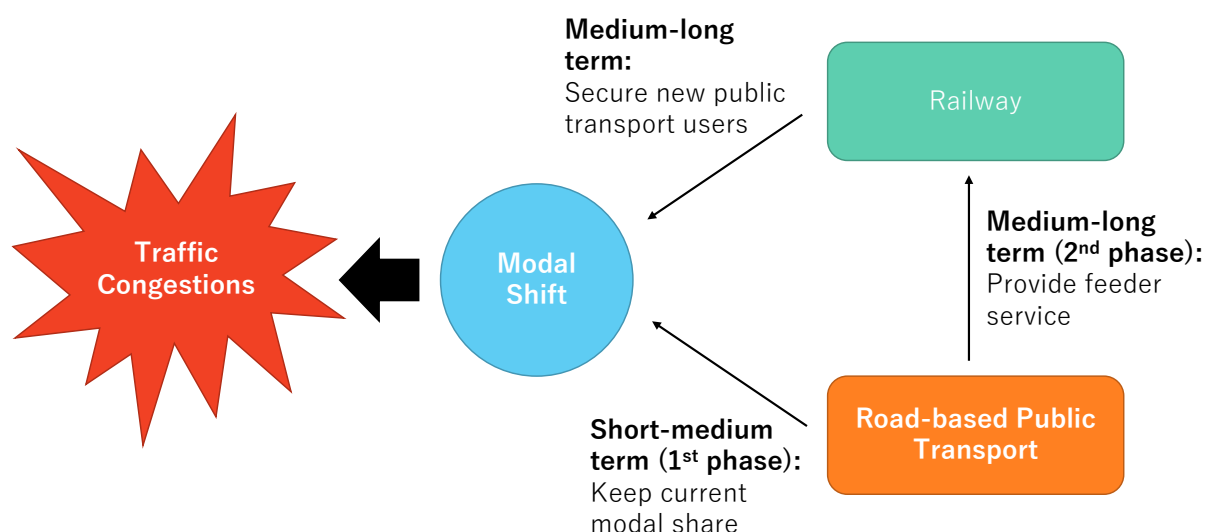 Medium-long
term:
Secure new public
transport users
Railway
Traffic
Congestions
Modal
Shift
Medium-long
term (2nd phase):
Provide feeder
service
Road-based Public
Transport
Short-medium
term (1st phase):
Keep current
modal share